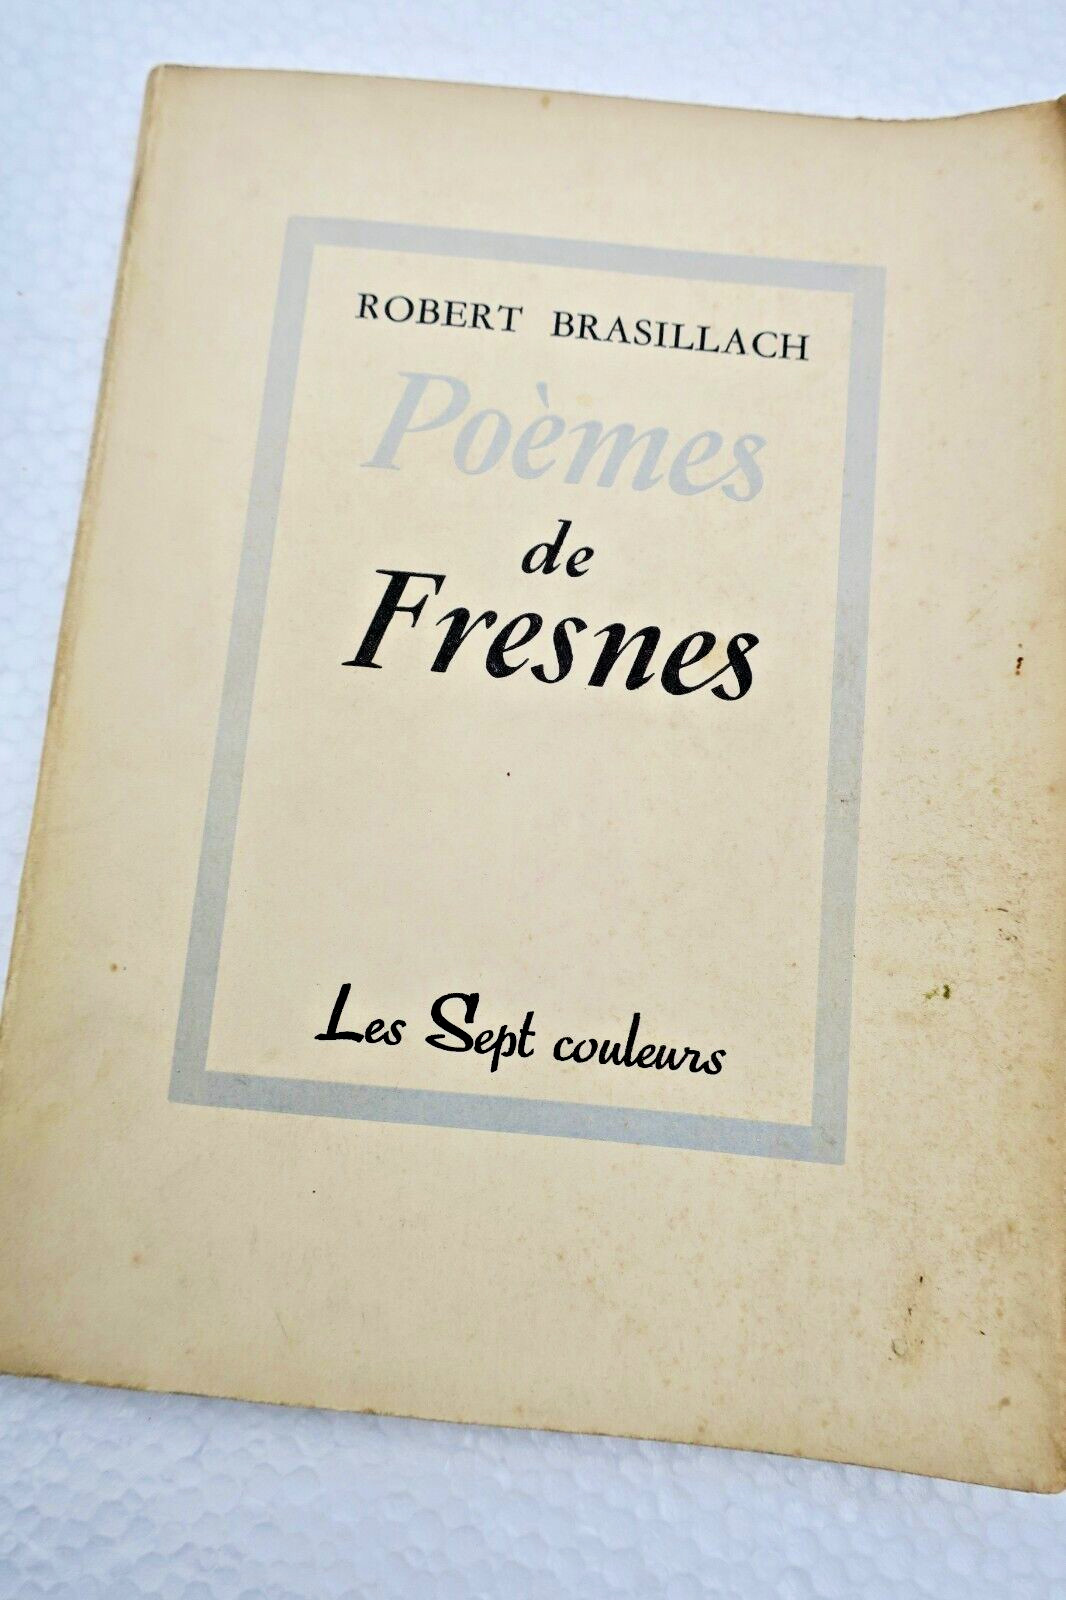 ROBERT BRASILLACH
Poèmes
de
Fresnes
Les Sept couleurs